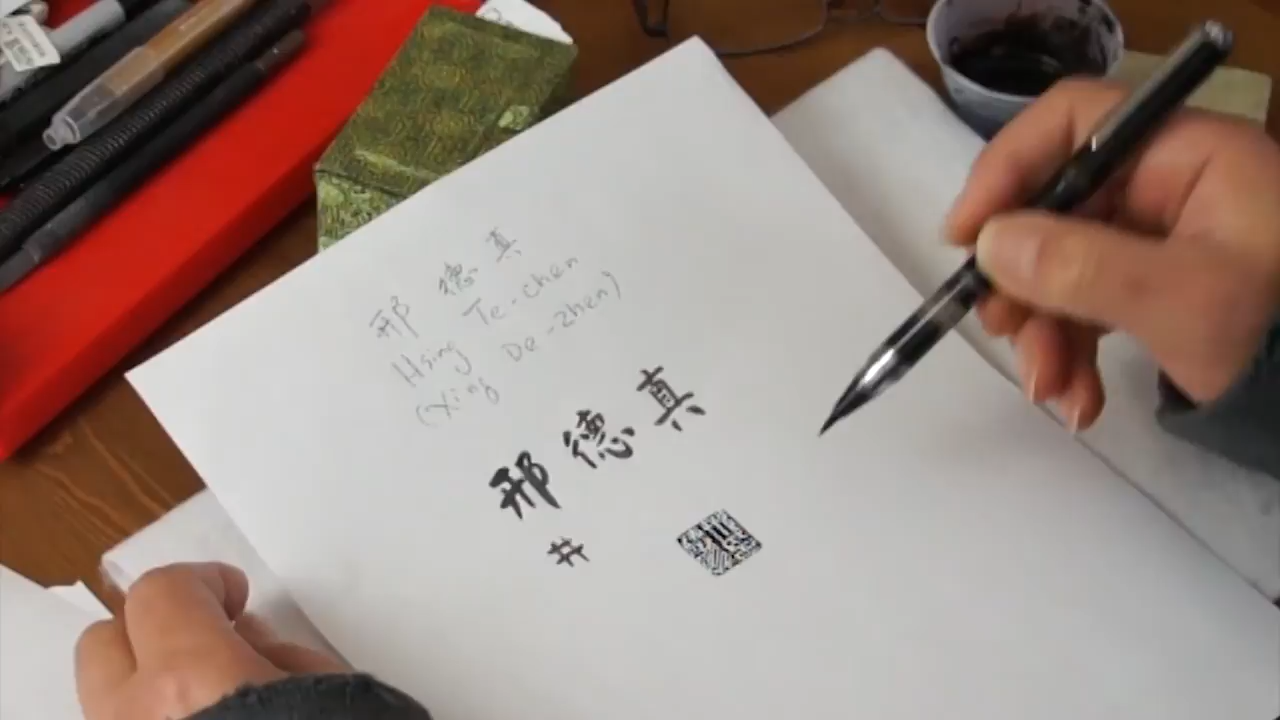 邢 德 真
Hsing Te-chen
(Xing De-zhen)
邢 德 真
井